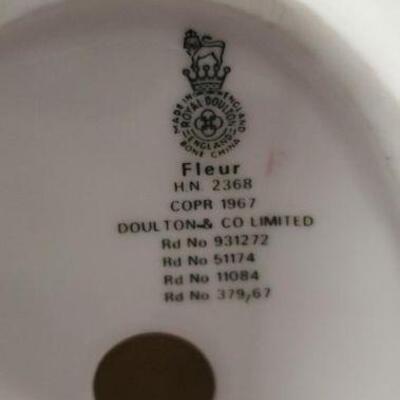 MADE IN ENGLAND
ROYAL DOULTON
ENGLAND
BONE CHINA
Fleur
H.N. 2368
COPR 1967
DOULTON & CO LIMITED
Rd No 931272
Rd No 51174
Rd No 11084
Rd No 379,67